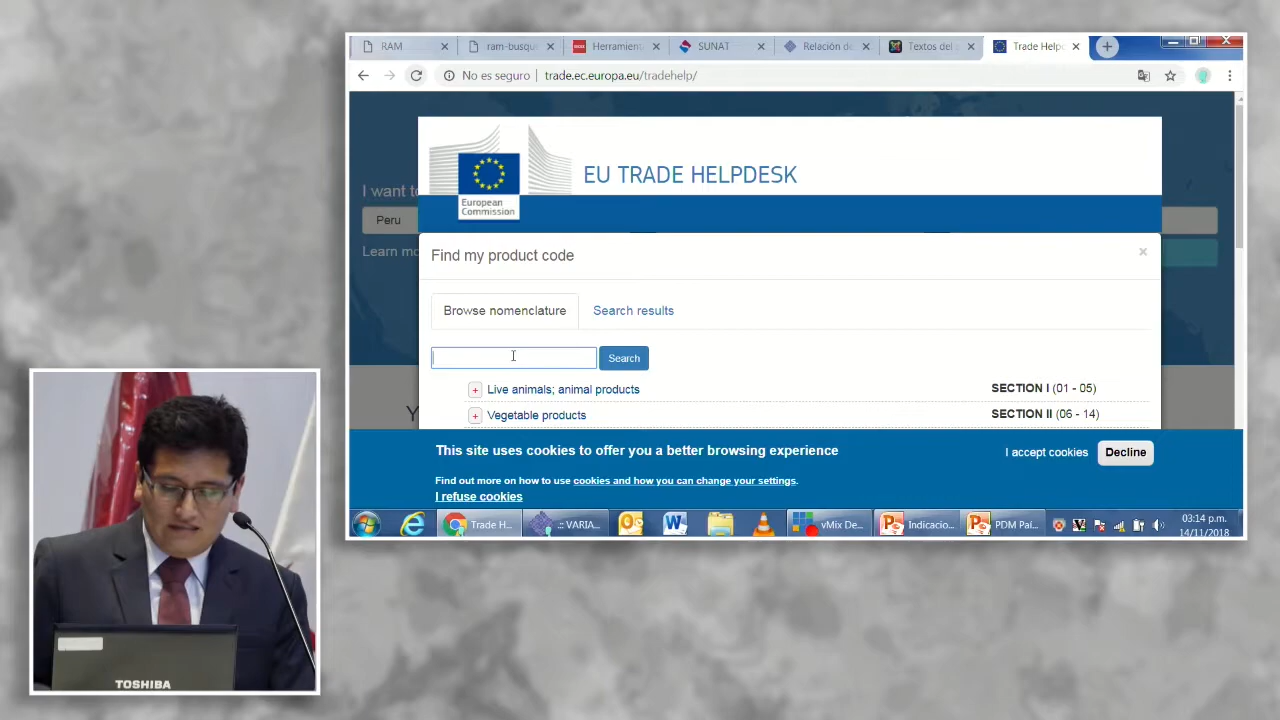 RAM
ram-busqu
Herramien
SUNAT
Relación de
Textos del
Trade Help
No es seguro
trade.ec.europa.eu/tradehelp/
EU TRADE HELPDESK
European
Commission
I want to
Peru
Learn mo
Find my product code
Browse nomenclature
Search results
Search
Live animals; animal products
SECTION I (01 - 05)
Vegetable products
SECTION II (06 - 14)
This site uses cookies to offer you a better browsing experience
I accept cookies
Decline
Find out more on how to use cookies and how you can change your settings.
I refuse cookies
Trade H...
.:: VARIA...
vMix De...
Indicacio...
PDM Paí...
03:14 p.m.
14/11/2018
TOSHIBA